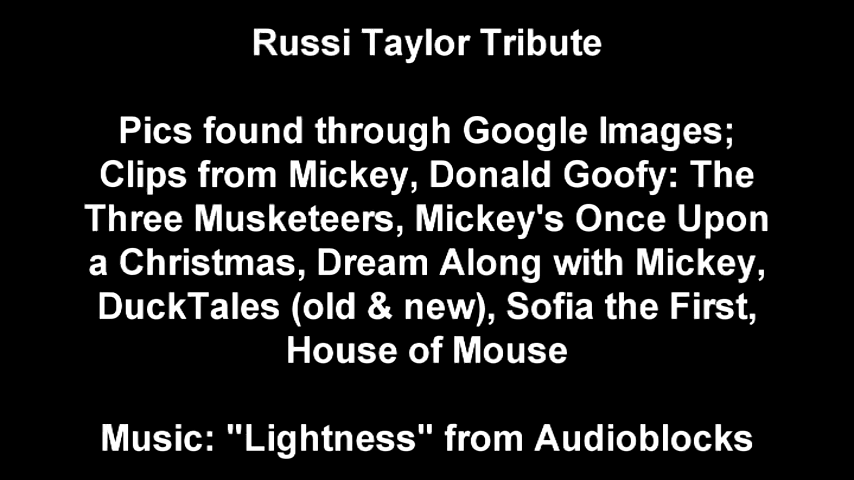 Russi Taylor Tribute
Pics found through Google Images;
Clips from Mickey, Donald Goofy: The
Three Musketeers, Mickey's Once Upon
a Christmas, Dream Along with Mickey,
DuckTales (old & new), Sofia the First,
House of Mouse
Music: "Lightness" from Audioblocks